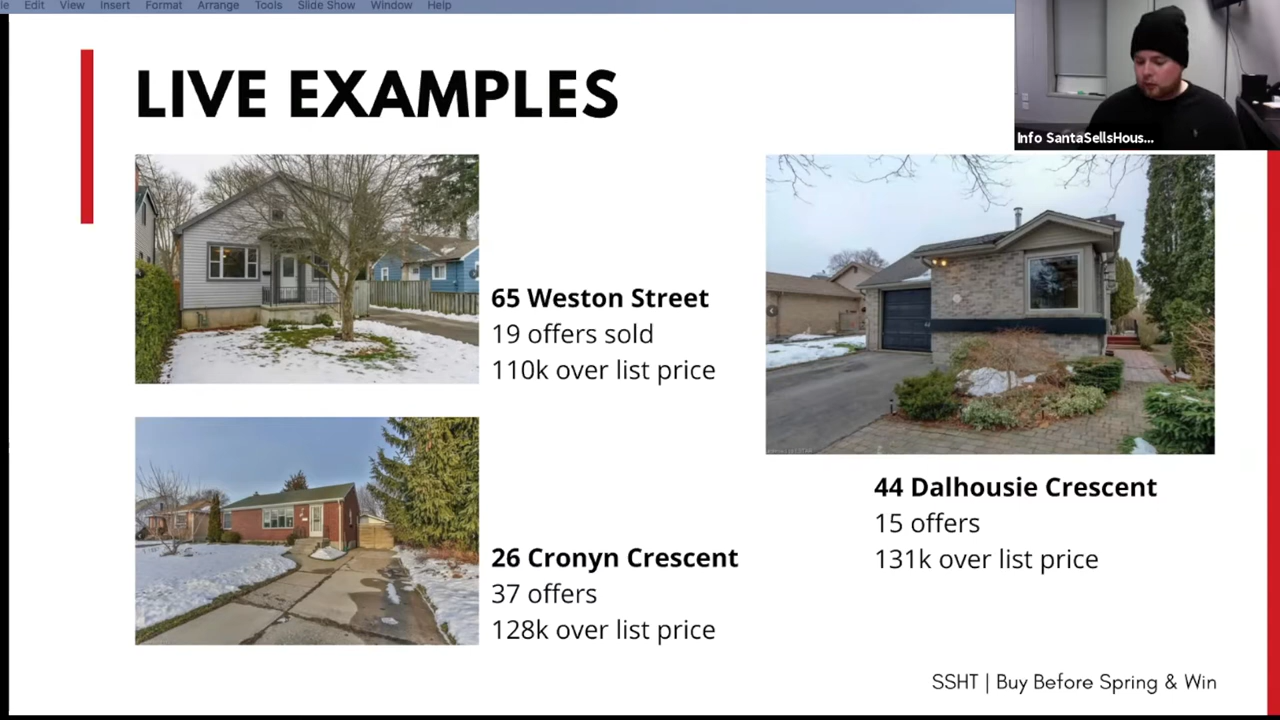 le Edit View Insert Format Arrange Tools Slide Show Window Help
Info SantaSellsHous...
LIVE EXAMPLES
65 Weston Street
19 offers sold
110k over list price
26 Cronyn Crescent
37 offers
128k over list price
44 Dalhousie Crescent
15 offers
131k over list price
SSHT | Buy Before Spring & Win